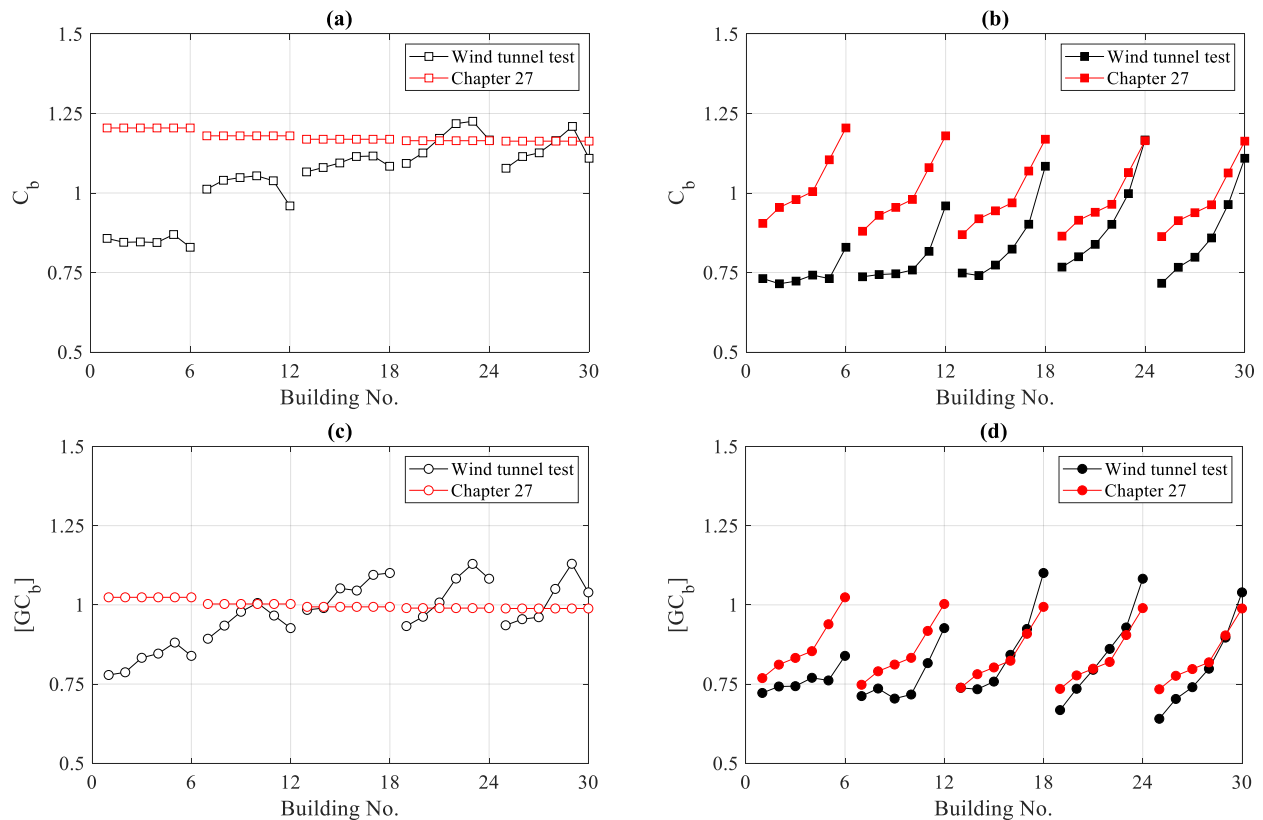 (a)
1.5
1.25
1
0.75
0.5
C_b
0 6 12 18 24 30
Building No.
Wind tunnel test
Chapter 27
(b)
1.5
1.25
1
0.75
0.5
C_b
0 6 12 18 24 30
Building No.
Wind tunnel test
Chapter 27
(c)
1.5
1.25
1
0.75
0.5
[GC_b]
0 6 12 18 24 30
Building No.
Wind tunnel test
Chapter 27
(d)
1.5
1.25
1
0.75
0.5
[GC_b]
0 6 12 18 24 30
Building No.
Wind tunnel test
Chapter 27